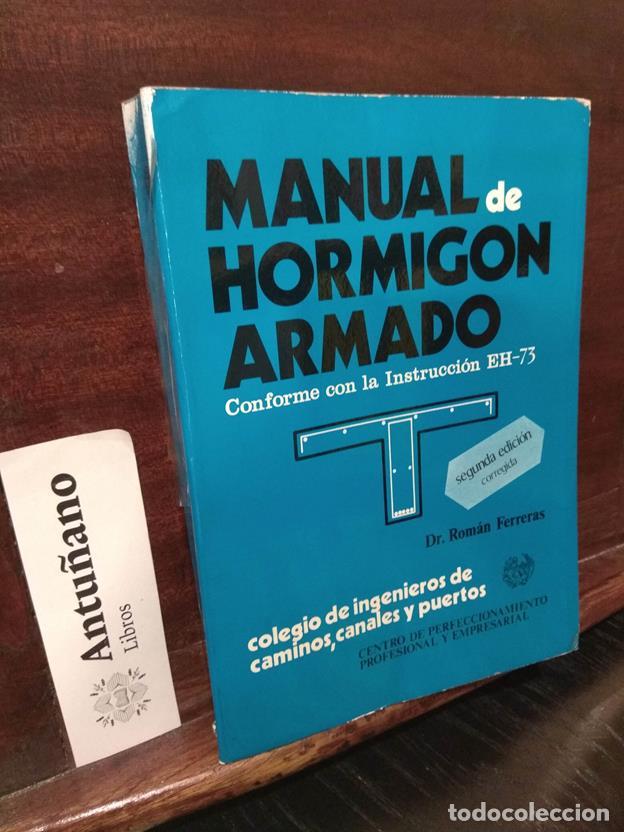 MANUAL de
HORMIGON
ARMADO
Conforme con la Instrucción EH-73
segunda edición
corregida
Dr. Román Ferreras
colegio de ingenieros de
caminos, canales y puertos
CENTRO DE PERFECCIONAMIENTO
PROFESIONAL Y EMPRESARIAL
Antuñano
Libros
todocoleccion